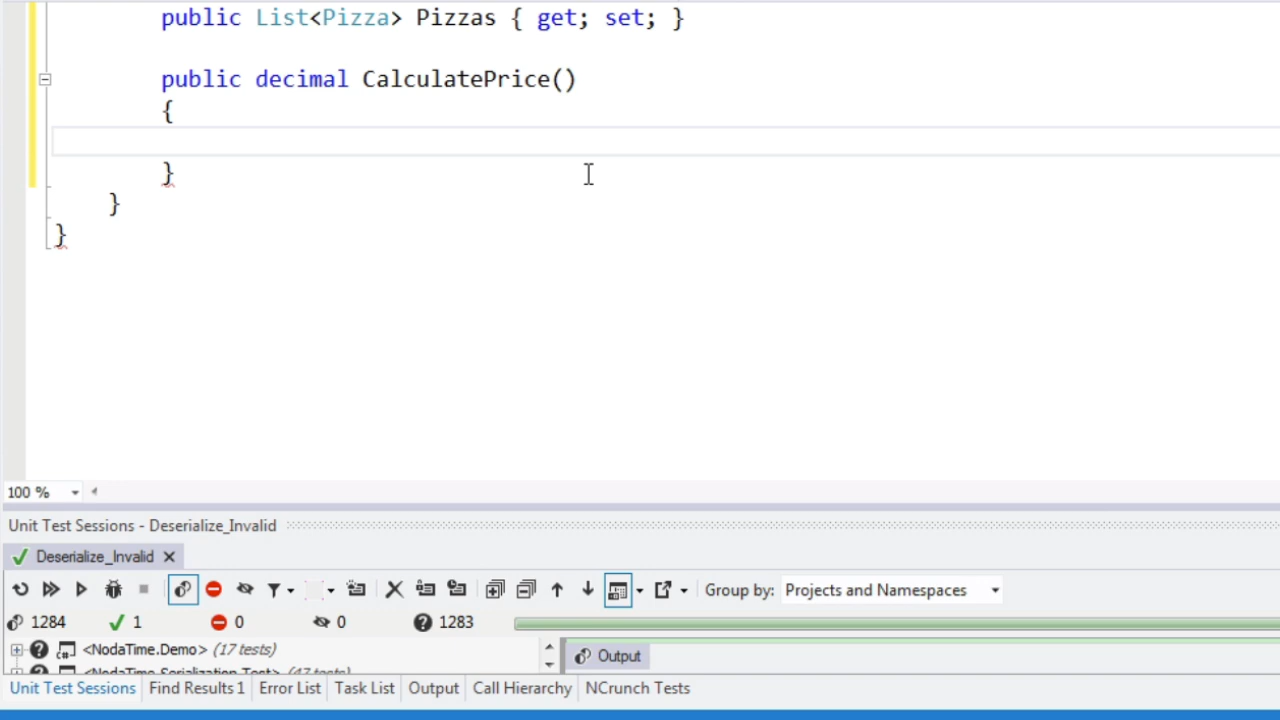 public List<Pizza> Pizzas { get; set; }
public decimal CalculatePrice()
{
}
}
}
100 %
Unit Test Sessions - Deserialize_Invalid
Deserialize_Invalid
Group by: Projects and Namespaces
1284 1 0 0 1283
<NodaTime.Demo> (17 tests)
Output
<NodaTime.Serialization.Test> (47 tests)
Unit Test Sessions Find Results 1 Error List Task List Output Call Hierarchy NCrunch Tests